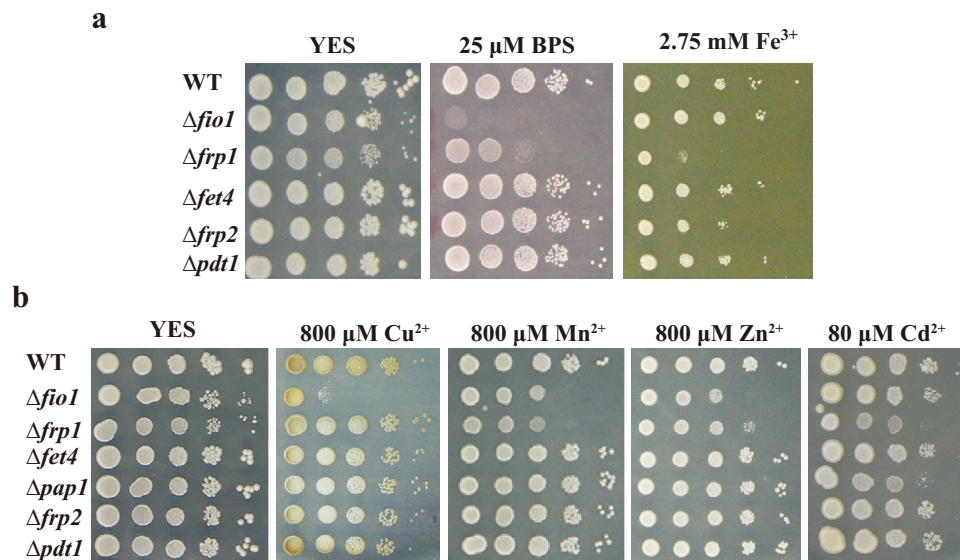 a
YES 25 μM BPS 2.75 mM Fe³⁺
WT
Δfio1
Δfrp1
Δfet4
Δfrp2
Δpdt1
b
YES 800 μM Cu²⁺ 800 μM Mn²⁺ 800 μM Zn²⁺ 80 μM Cd²⁺
WT
Δfio1
Δfrp1
Δfet4
Δpap1
Δfrp2
Δpdt1